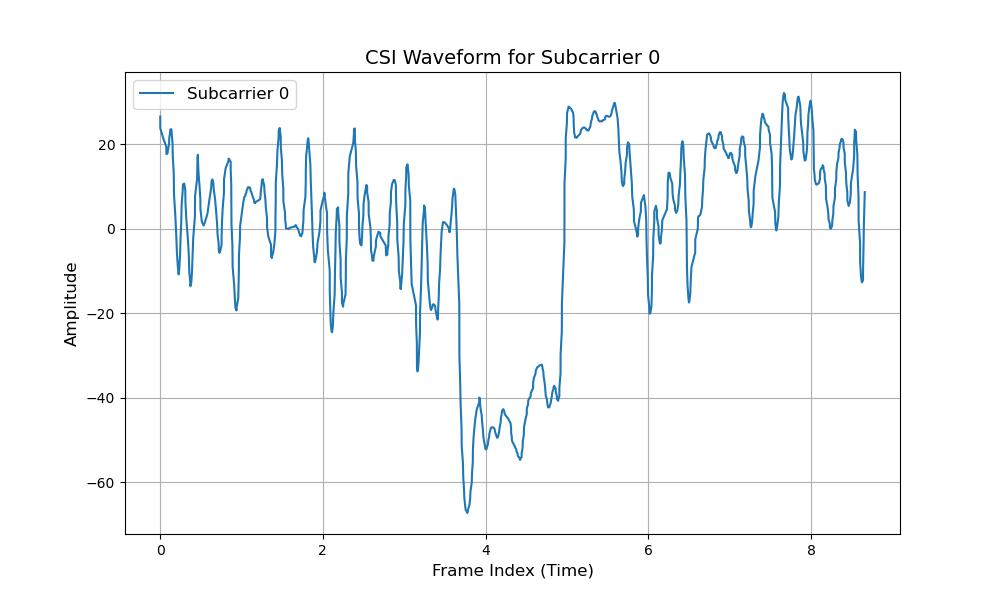 CSI Waveform for Subcarrier 0
Subcarrier 0
Amplitude
20
0
−20
−40
−60
0 2 4 6 8
Frame Index (Time)